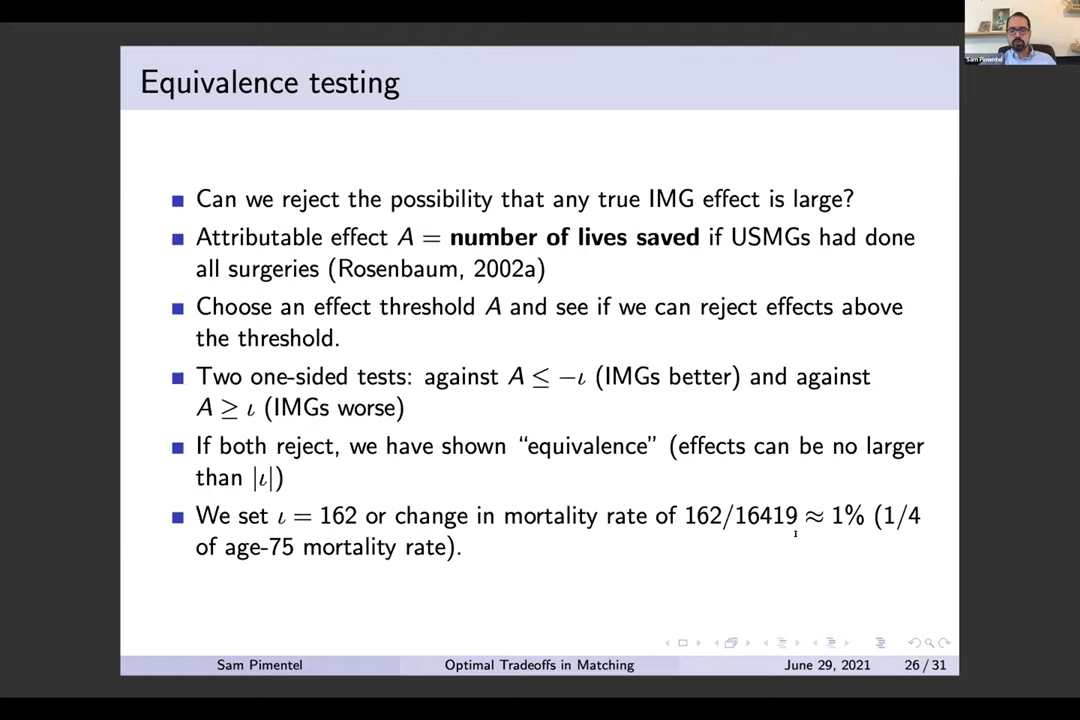 Sam Pimentel
Equivalence testing
Can we reject the possibility that any true IMG effect is large?
Attributable effect A = number of lives saved if USMGs had done
all surgeries (Rosenbaum, 2002a)
Choose an effect threshold A and see if we can reject effects above
the threshold.
Two one-sided tests: against A ≤ −ι (IMGs better) and against
A ≥ ι (IMGs worse)
If both reject, we have shown “equivalence” (effects can be no larger
than |ι|)
We set ι = 162 or change in mortality rate of 162/16419 ≈ 1% (1/4
of age-75 mortality rate).
Sam Pimentel Optimal Tradeoffs in Matching June 29, 2021 26 / 31